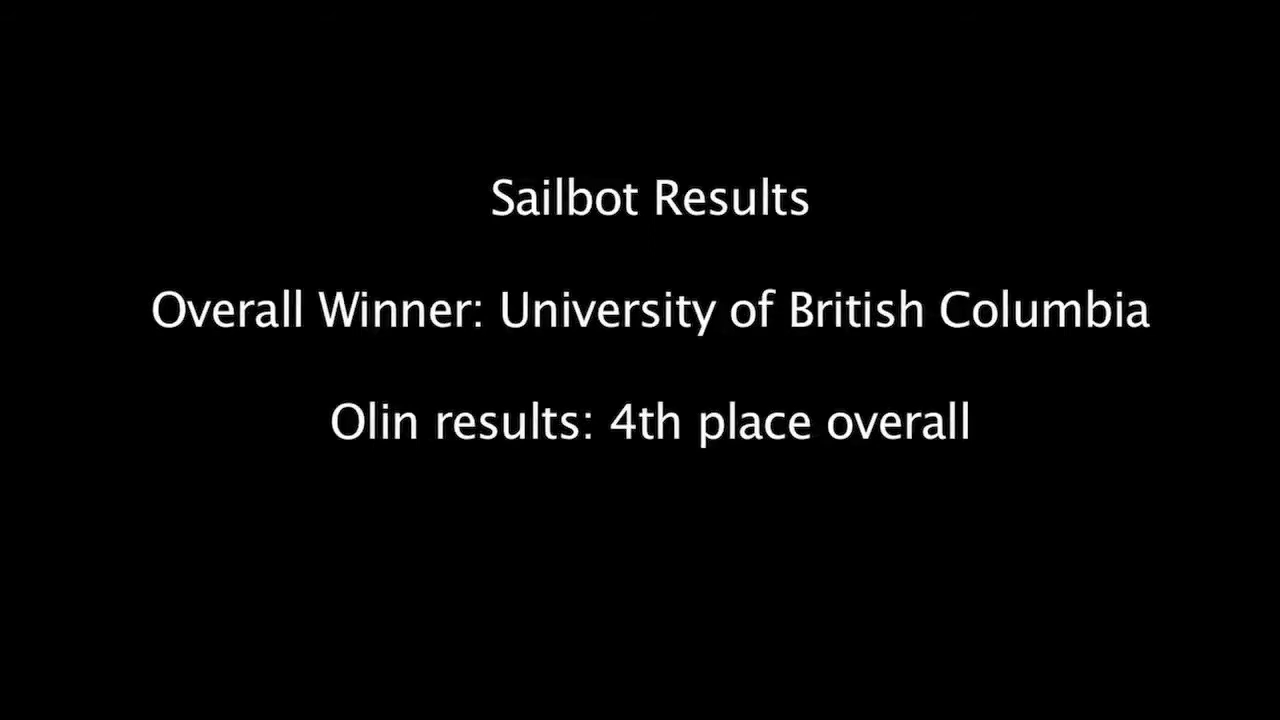 Sailbot Results
Overall Winner: University of British Columbia
Olin results: 4th place overall